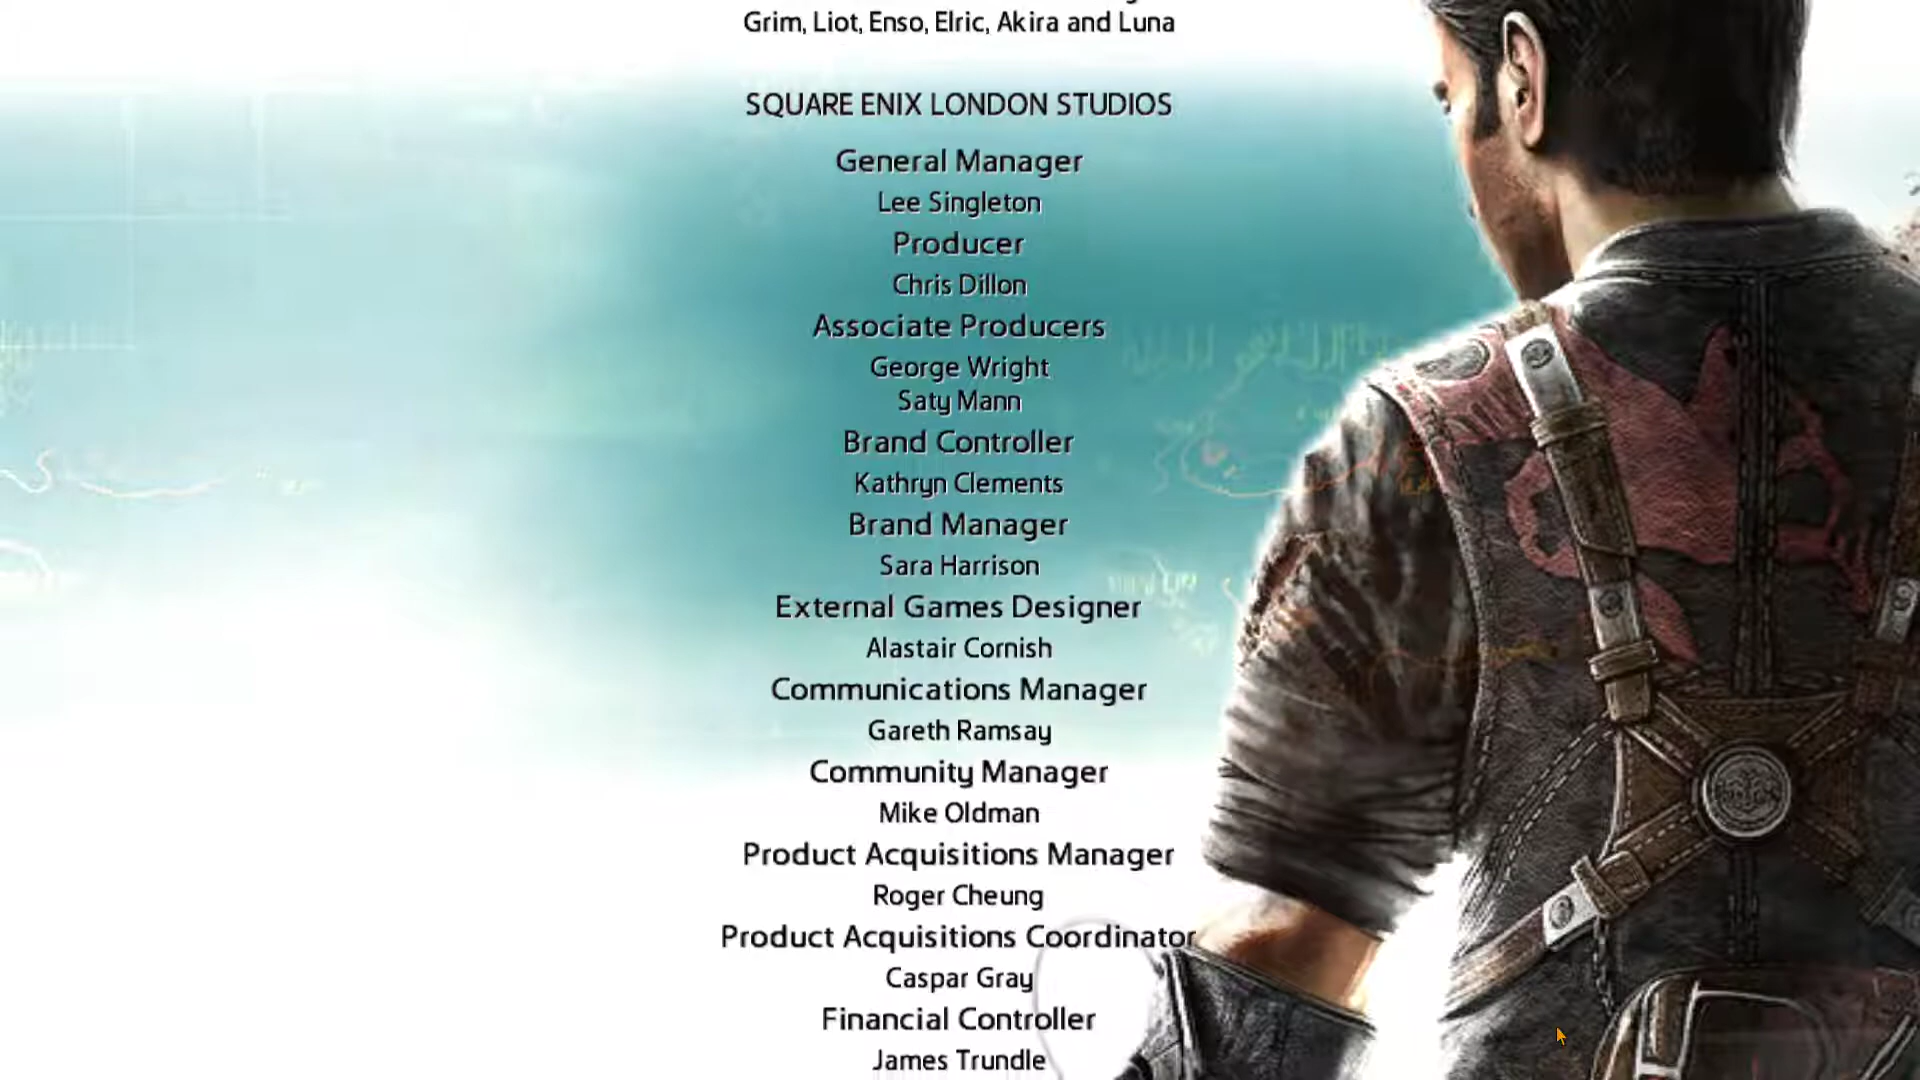 Grim, Liot, Enso, Elric, Akira and Luna
SQUARE ENIX LONDON STUDIOS
General Manager
Lee Singleton
Producer
Chris Dillon
Associate Producers
George Wright
Saty Mann
Brand Controller
Kathryn Clements
Brand Manager
Sara Harrison
External Games Designer
Alastair Cornish
Communications Manager
Gareth Ramsay
Community Manager
Mike Oldman
Product Acquisitions Manager
Roger Cheung
Product Acquisitions Coordinator
Caspar Gray
Financial Controller
James Trundle